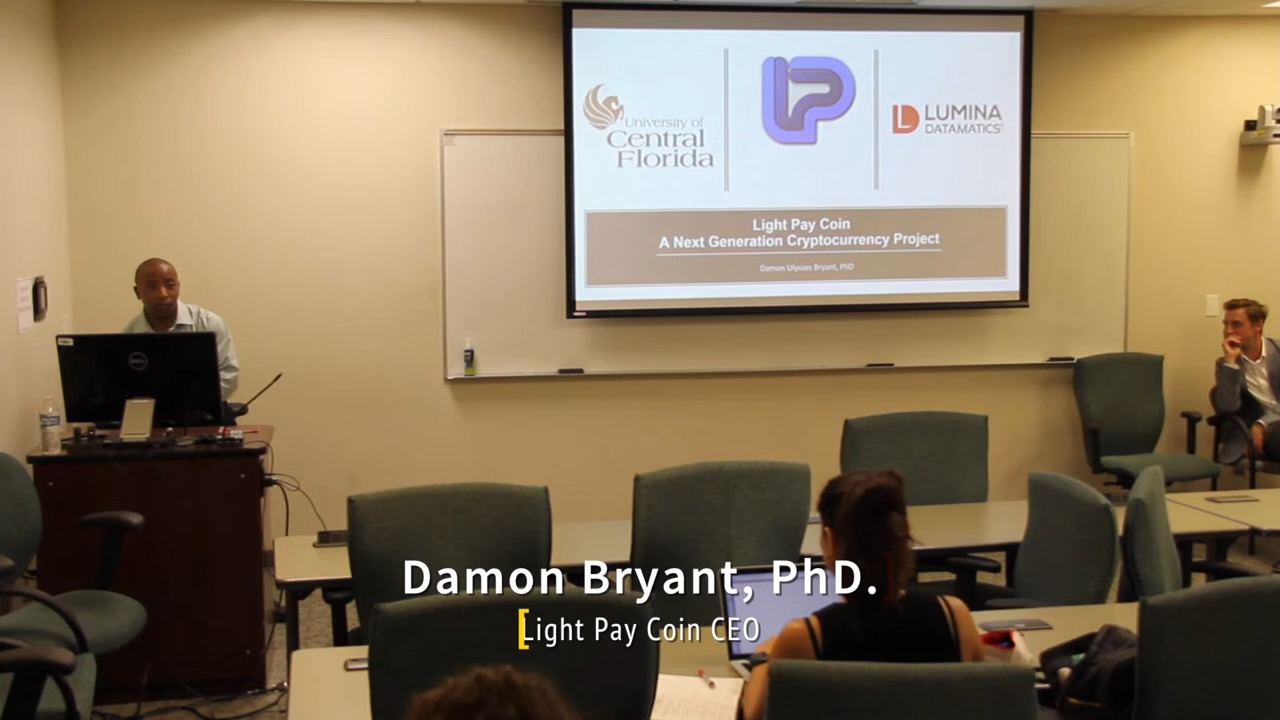 University of
Central
Florida
LP
LUMINA
DATAMATICS
Light Pay Coin
A Next Generation Cryptocurrency Project
Damon Ulysses Bryant, PhD
DELL
Damon Bryant, PhD.
Light Pay Coin CEO